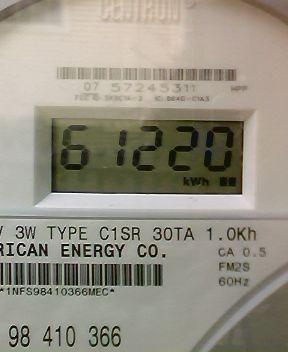 CENTRON
07 57245311
61220
kWh
V 3W TYPE C1SR 30TA 1.0Kh
RICAN ENERGY CO.
CA 0.5
FM2S
60Hz
*1NFS98410366MEC*
98 410 366